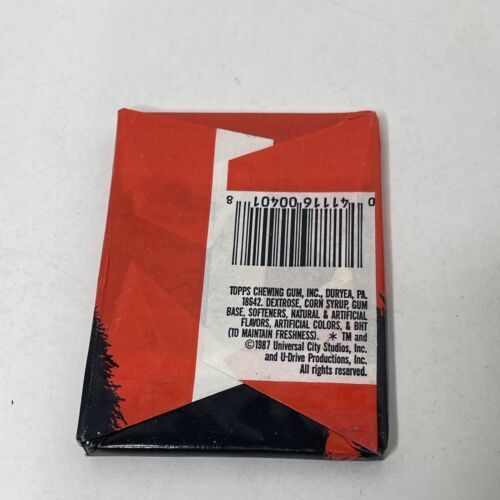 0 41116 00401 8
TOPPS CHEWING GUM, INC., DURYEA, PA.
18642. DEXTROSE, CORN SYRUP, GUM
BASE, SOFTENERS, NATURAL & ARTIFICIAL
FLAVORS, ARTIFICIAL COLORS, & BHT
(TO MAINTAIN FRESHNESS). * TM and
©1987 Universal City Studios, Inc.
and U-Drive Productions, Inc.
All rights reserved.